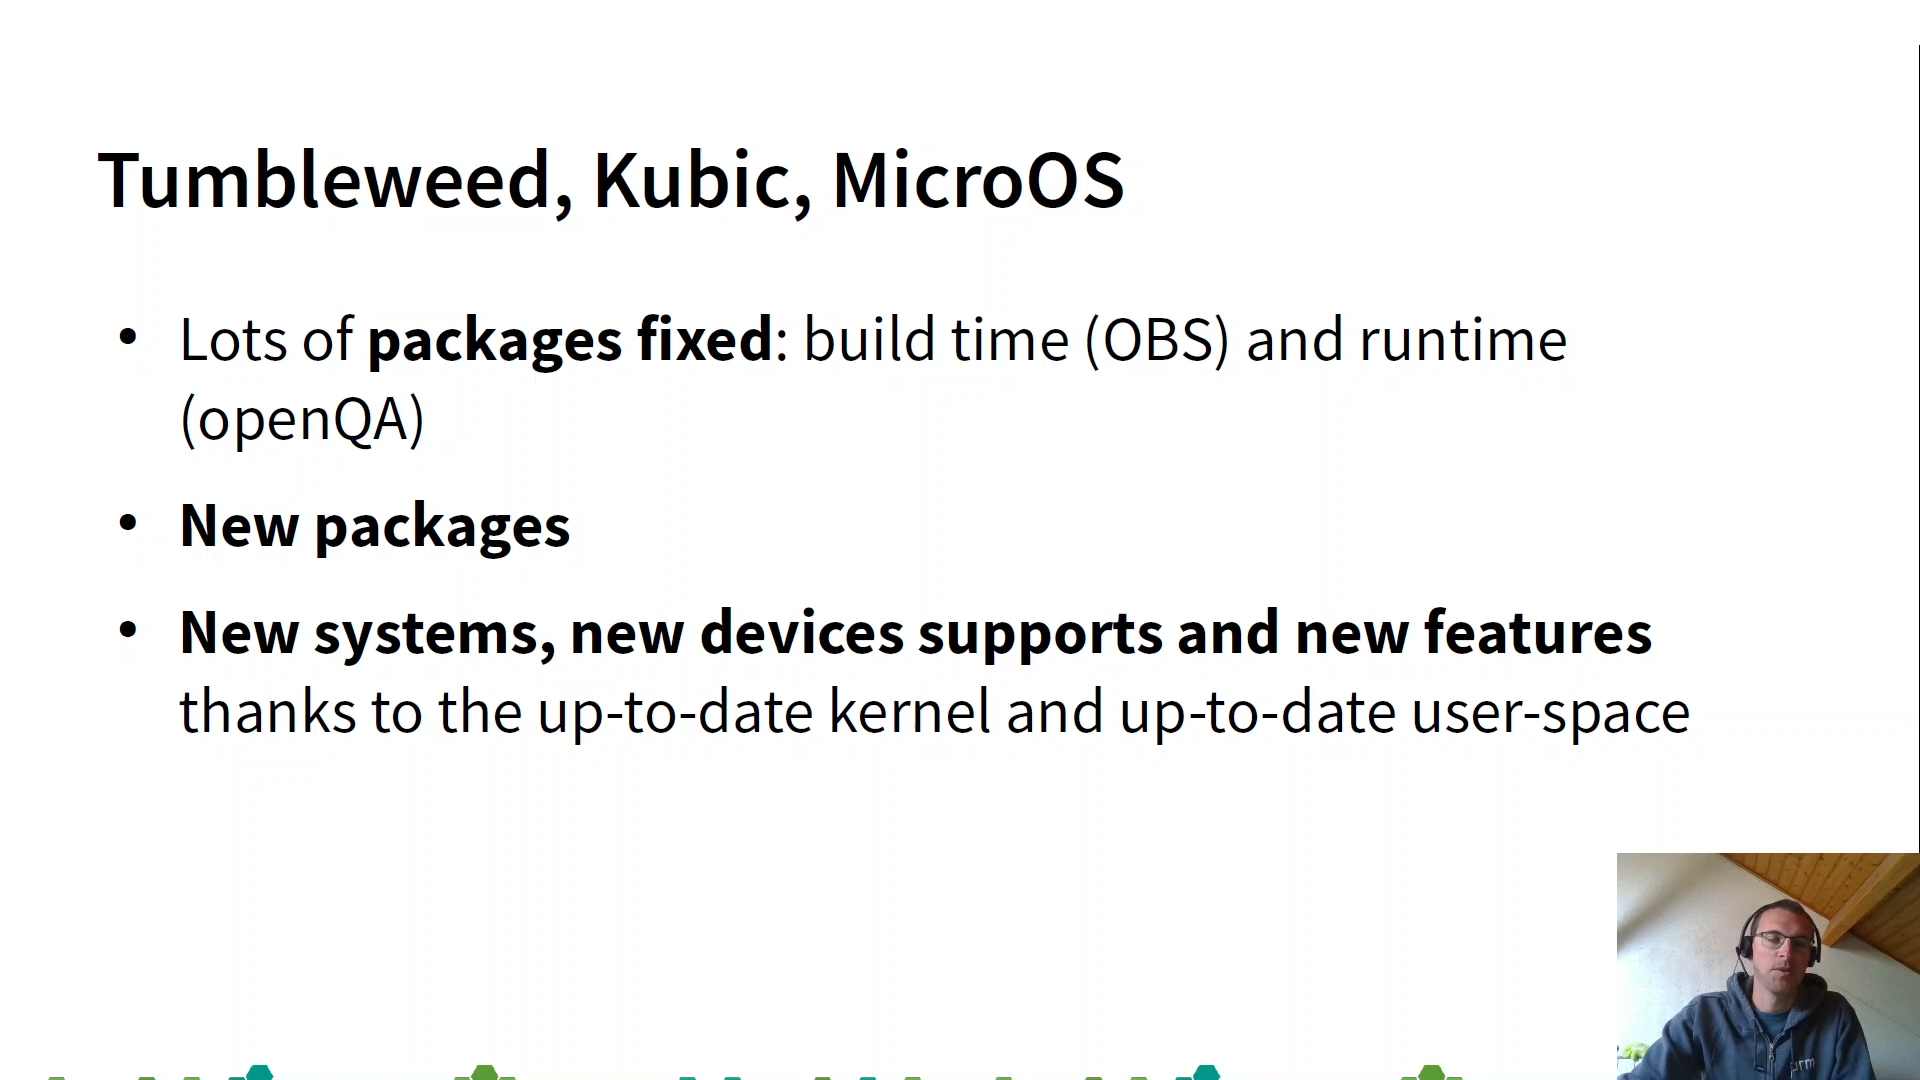 Tumbleweed, Kubic, MicroOS
• Lots of packages fixed: build time (OBS) and runtime
(openQA)
• New packages
• New systems, new devices supports and new features
thanks to the up-to-date kernel and up-to-date user-space